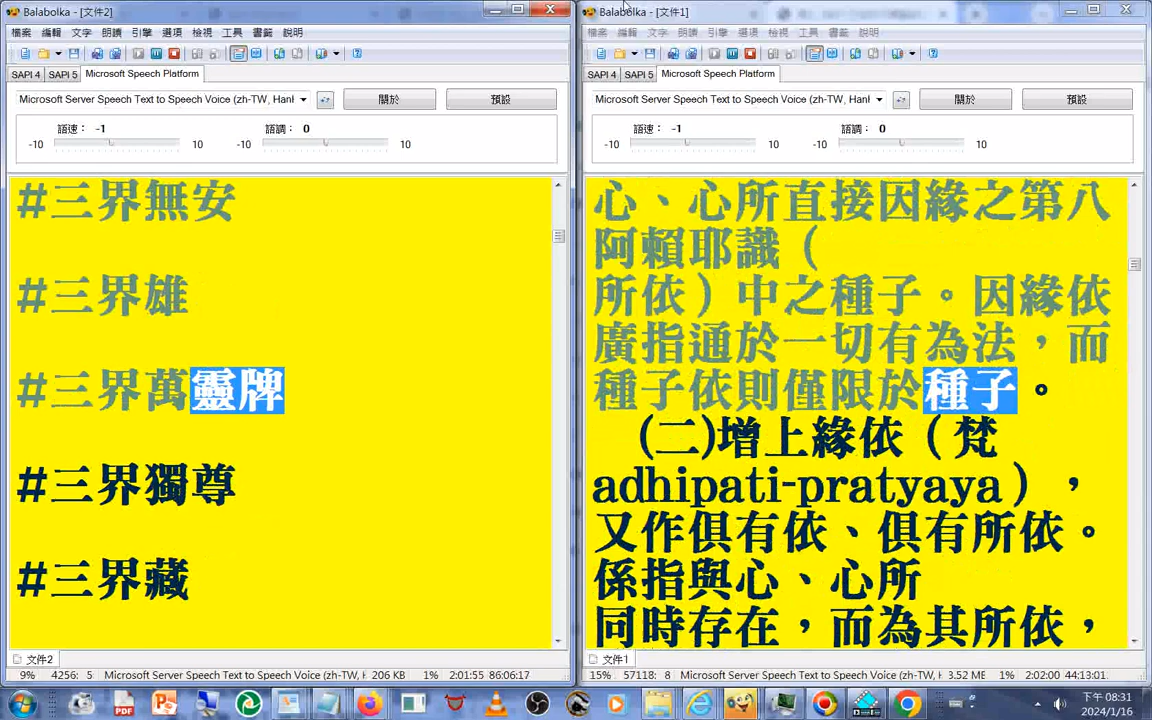 Balabolka - [文件2]
檔案 編輯 文字 朗讀 引擎 選項 檢視 工具 書籤 說明
SAPI 4 SAPI 5 Microsoft Speech Platform
Microsoft Server Speech Text to Speech Voice (zh-TW, Hanl
關於
預設
語速： -1
語調： 0
-10 10 -10 10
#三界無安
#三界雄
#三界萬靈牌
#三界獨尊
#三界藏
文件2
9% 4256: 5 Microsoft Server Speech Text to Speech Voice (zh-TW, H 206 KB 1% 2:01:55 86:06:17
Balabolka - [文件1]
檔案 編輯 文字 朗讀 引擎 選項 檢視 工具 書籤 說明
SAPI 4 SAPI 5 Microsoft Speech Platform
Microsoft Server Speech Text to Speech Voice (zh-TW, Hanl
關於
預設
語速： -1
語調： 0
-10 10 -10 10
心、心所直接因緣之第八
阿賴耶識（
所依）中之種子。因緣依
廣指通於一切有為法，而
種子依則僅限於種子。
(二)增上緣依（梵
adhipati-pratyaya），
又作俱有依、俱有所依。
係指與心、心所
同時存在，而為其所依，
文件1
15% 57118: 8 Microsoft Server Speech Text to Speech Voice (zh-TW, H 3.52 MB 1% 2:02:00 44:13:01
PDF
下午 08:31
2024/1/16